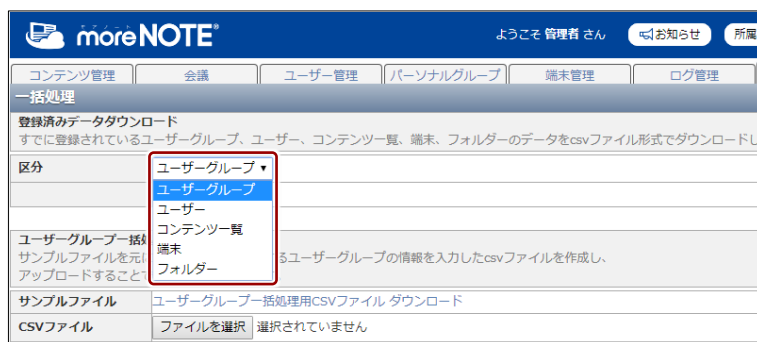 モアノート
moreNOTE®
ようこそ 管理者 さん
お知らせ
所属
コンテンツ管理
会議
ユーザー管理
パーソナルグループ
端末管理
ログ管理
一括処理
登録済みデータダウンロード
すでに登録されているユーザーグループ、ユーザー、コンテンツ一覧、端末、フォルダーのデータをcsvファイル形式でダウンロードし
区分
ユーザーグループ ▼
ユーザーグループ
ユーザー
コンテンツ一覧
端末
フォルダー
ユーザーグループ一括
サンプルファイルを元に
るユーザーグループの情報を入力したcsvファイルを作成し、
アップロードすること
サンプルファイル
ユーザーグループ一括処理用CSVファイル ダウンロード
CSVファイル
ファイルを選択
選択されていません